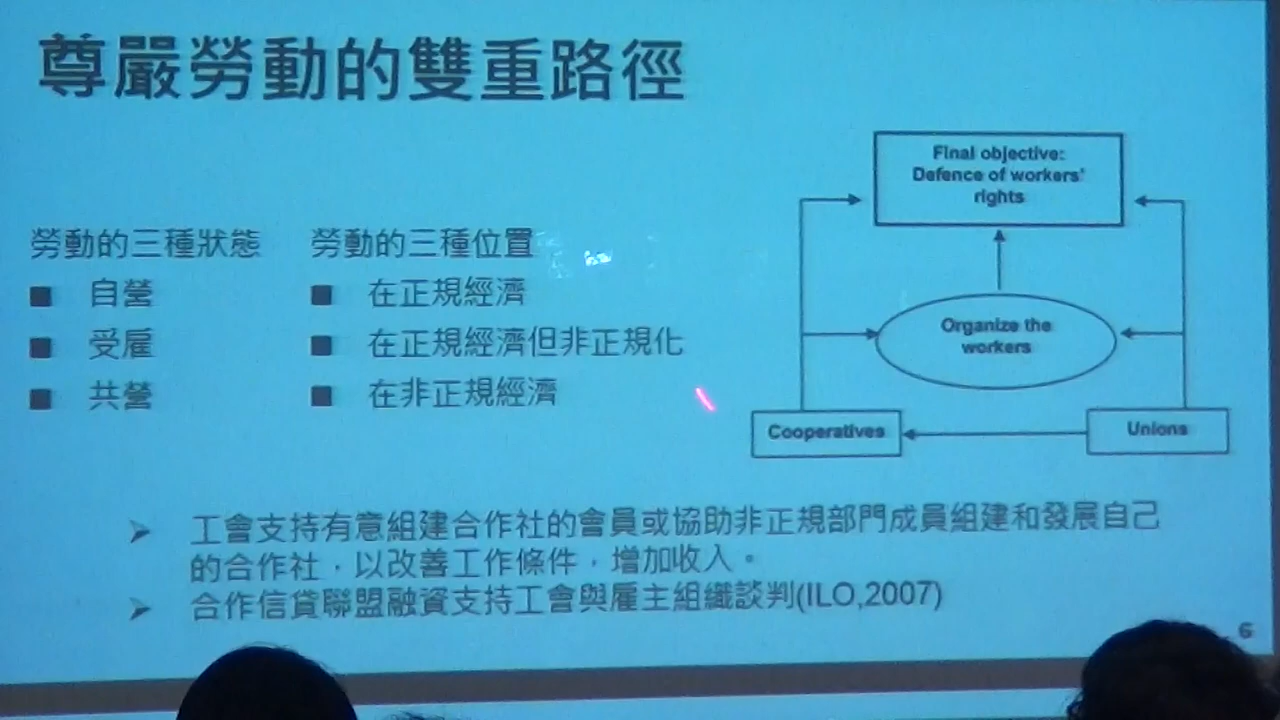 尊嚴勞動的雙重路徑
勞動的三種狀態
自營
受雇
共營
勞動的三種位置
在正規經濟
在正規經濟但非正規化
在非正規經濟
Final objective:
Defence of workers'
rights
Organize the
workers
Cooperatives
Unions
工會支持有意組建合作社的會員或協助非正規部門成員組建和發展自己
的合作社，以改善工作條件，增加收入。
合作信貸聯盟融資支持工會與雇主組織談判(ILO,2007)
6